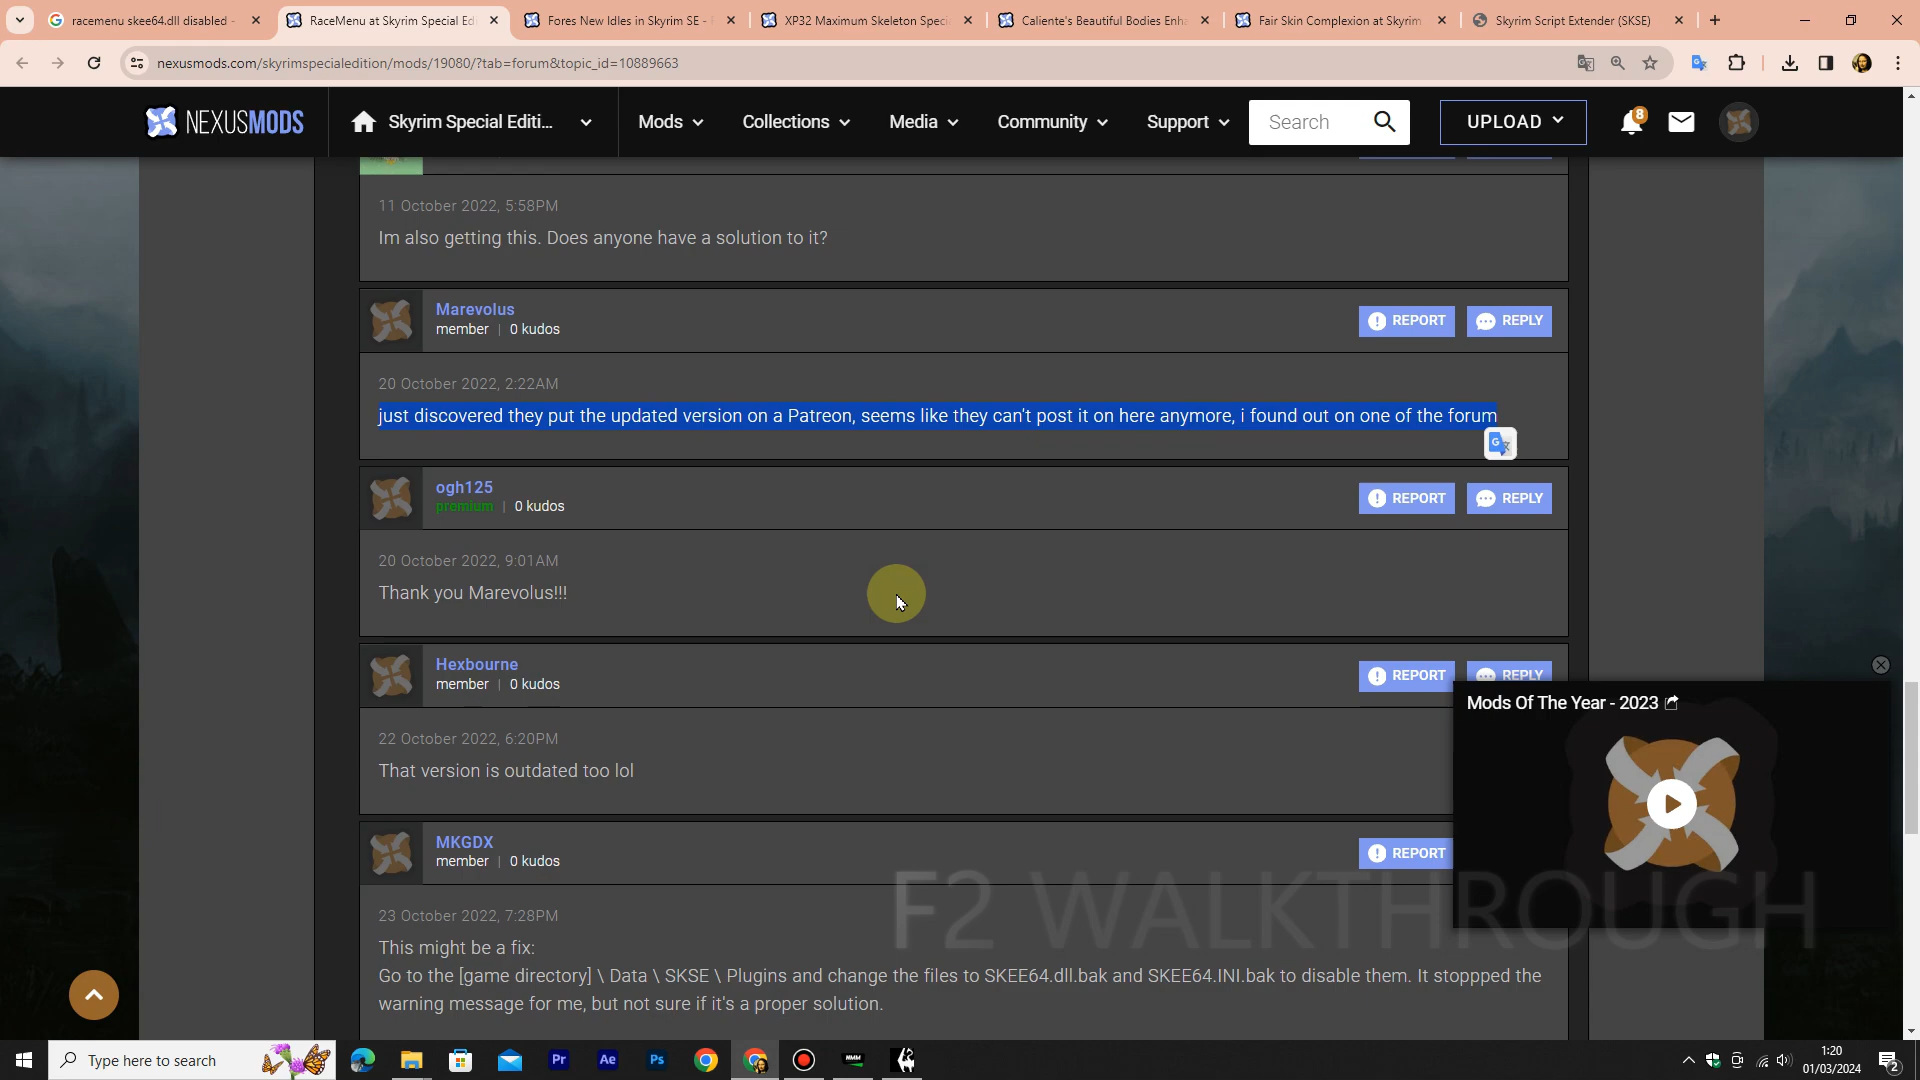 racemenu skee64.dll disabled -
RaceMenu at Skyrim Special Edi
Fores New Idles in Skyrim SE -
XP32 Maximum Skeleton Speci
Caliente's Beautiful Bodies Enha
Fair Skin Complexion at Skyrim
Skyrim Script Extender (SKSE)
nexusmods.com/skyrimspecialedition/mods/19080/?tab=forum&topic_id=10889663
NEXUSMODS
Skyrim Special Editi...
Mods
Collections
Media
Community
Support
Search
UPLOAD
8
11 October 2022, 5:58PM
Im also getting this. Does anyone have a solution to it?
Marevolus
member | 0 kudos
REPORT
REPLY
20 October 2022, 2:22AM
just discovered they put the updated version on a Patreon, seems like they can't post it on here anymore, i found out on one of the forum
ogh125
premium | 0 kudos
REPORT
REPLY
20 October 2022, 9:01AM
Thank you Marevolus!!!
Hexbourne
member | 0 kudos
REPORT
REPLY
Mods Of The Year - 2023
22 October 2022, 6:20PM
That version is outdated too lol
MKGDX
member | 0 kudos
REPORT
F2 WALKTHROUGH
23 October 2022, 7:28PM
This might be a fix:
Go to the [game directory] \ Data \ SKSE \ Plugins and change the files to SKEE64.dll.bak and SKEE64.INI.bak to disable them. It stoppped the
warning message for me, but not sure if it's a proper solution.
Type here to search
Pr
Ae
Ps
NMM
1:20
01/03/2024
2